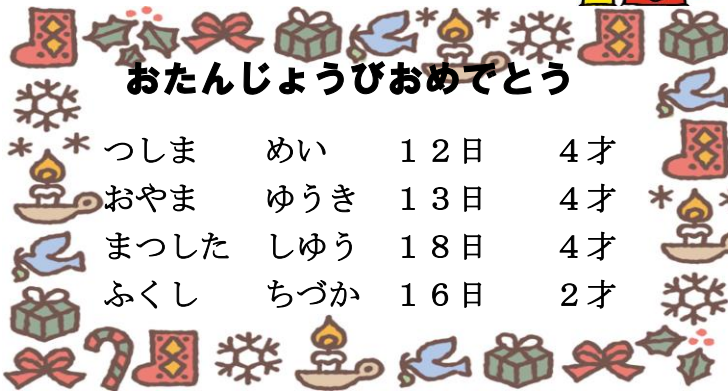 おたんじょうびおめでとう
つしま　めい　１２日　４才
おやま　ゆうき　１３日　４才
まつした　しゆう　１８日　４才
ふくし　ちづか　１６日　２才